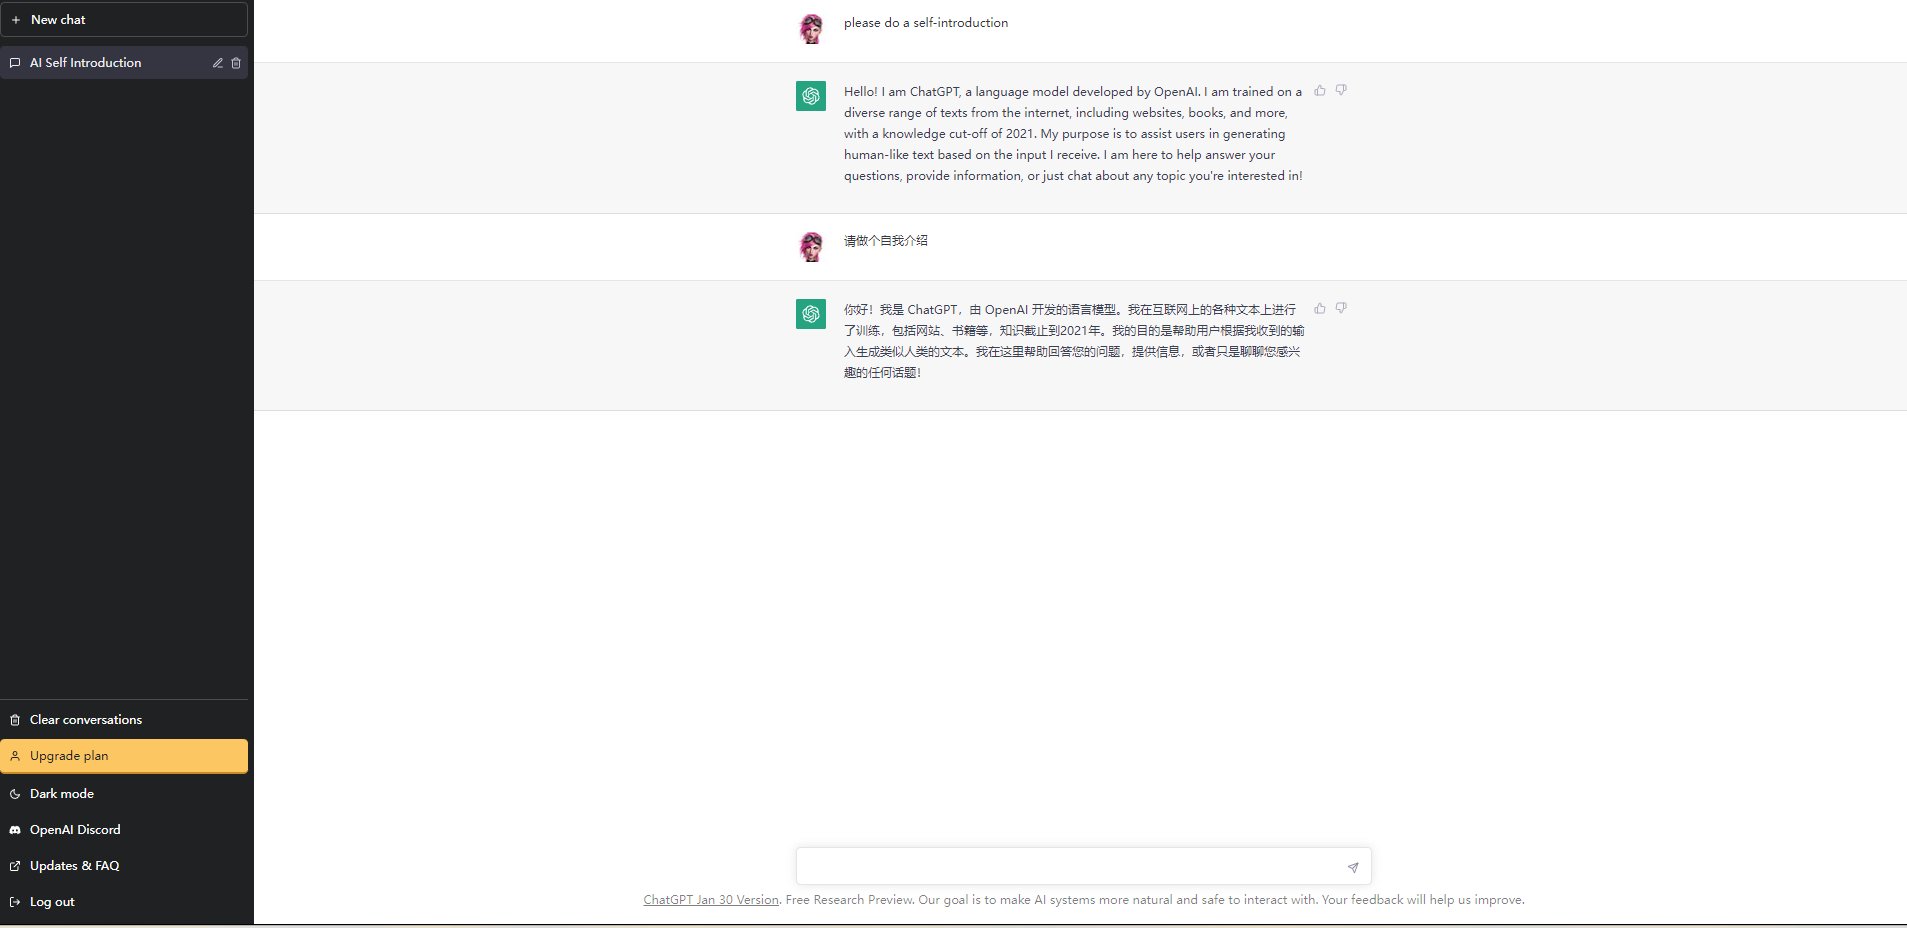 New chat
AI Self Introduction
please do a self-introduction
Hello! I am ChatGPT, a language model developed by OpenAI. I am trained on a
diverse range of texts from the internet, including websites, books, and more,
with a knowledge cut-off of 2021. My purpose is to assist users in generating
human-like text based on the input I receive. I am here to help answer your
questions, provide information, or just chat about any topic you're interested in!
请做个自我介绍
你好！我是 ChatGPT，由 OpenAI 开发的语言模型。我在互联网上的各种文本上进行
了训练，包括网站、书籍等，知识截止到2021年。我的目的是帮助用户根据我收到的输
入生成类似人类的文本。我在这里帮助回答您的问题，提供信息，或者只是聊聊您感兴
趣的任何话题！
Clear conversations
Upgrade plan
Dark mode
OpenAI Discord
Updates & FAQ
Log out
ChatGPT Jan 30 Version. Free Research Preview. Our goal is to make AI systems more natural and safe to interact with. Your feedback will help us improve.